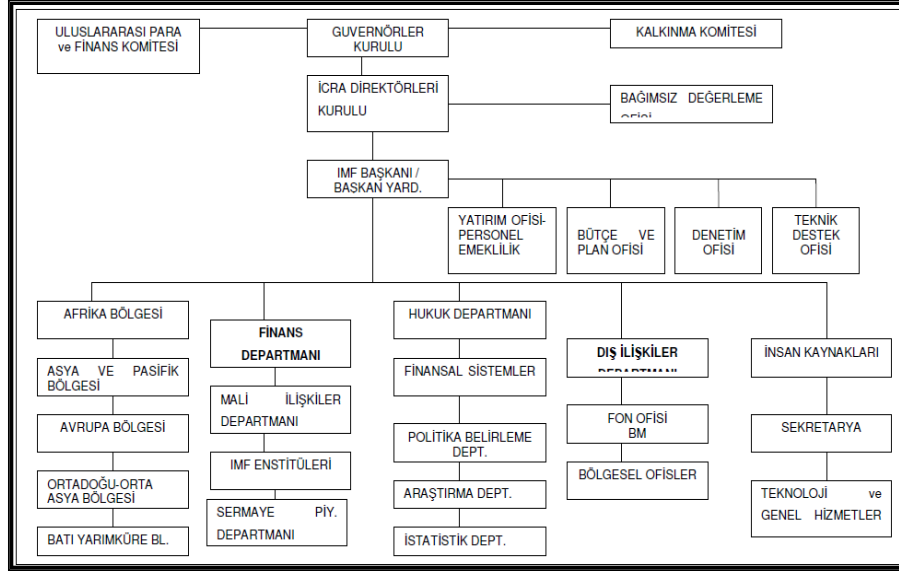 ULUSLARARASI PARA
ve FİNANS KOMİTESİ
GUVERNÖRLER
KURULU
KALKINMA KOMİTESİ
İCRA DİREKTÖRLERİ
KURULU
BAĞIMSIZ DEĞERLEME
OFİSİ
IMF BAŞKANI /
BAŞKAN YARD.
YATIRIM OFİSİ-
PERSONEL
EMEKLİLİK
BÜTÇE VE
PLAN OFİSİ
DENETİM
OFİSİ
TEKNİK
DESTEK
OFİSİ
AFRİKA BÖLGESİ
ASYA VE PASİFİK
BÖLGESİ
AVRUPA BÖLGESİ
ORTADOĞU-ORTA
ASYA BÖLGESİ
BATI YARIMKÜRE BL.
FİNANS
DEPARTMANI
MALİ İLİŞKİLER
DEPARTMANI
IMF ENSTİTÜLERİ
SERMAYE PİY.
DEPARTMANI
HUKUK DEPARTMANI
FİNANSAL SİSTEMLER
POLİTİKA BELİRLEME
DEPT.
ARAŞTIRMA DEPT.
İSTATİSTİK DEPT.
DIŞ İLİŞKİLER
DEPARTMANI
FON OFİSİ
BM
BÖLGESEL OFİSLER
İNSAN KAYNAKLARI
SEKRETARYA
TEKNOLOJİ ve
GENEL HİZMETLER